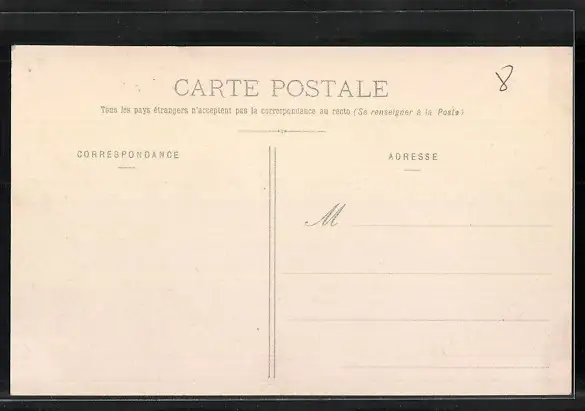 CARTE POSTALE
8
Tous les pays étrangers n'acceptent pas la correspondance au recto (Se renseigner à la Poste)
CORRESPONDANCE
ADRESSE
M